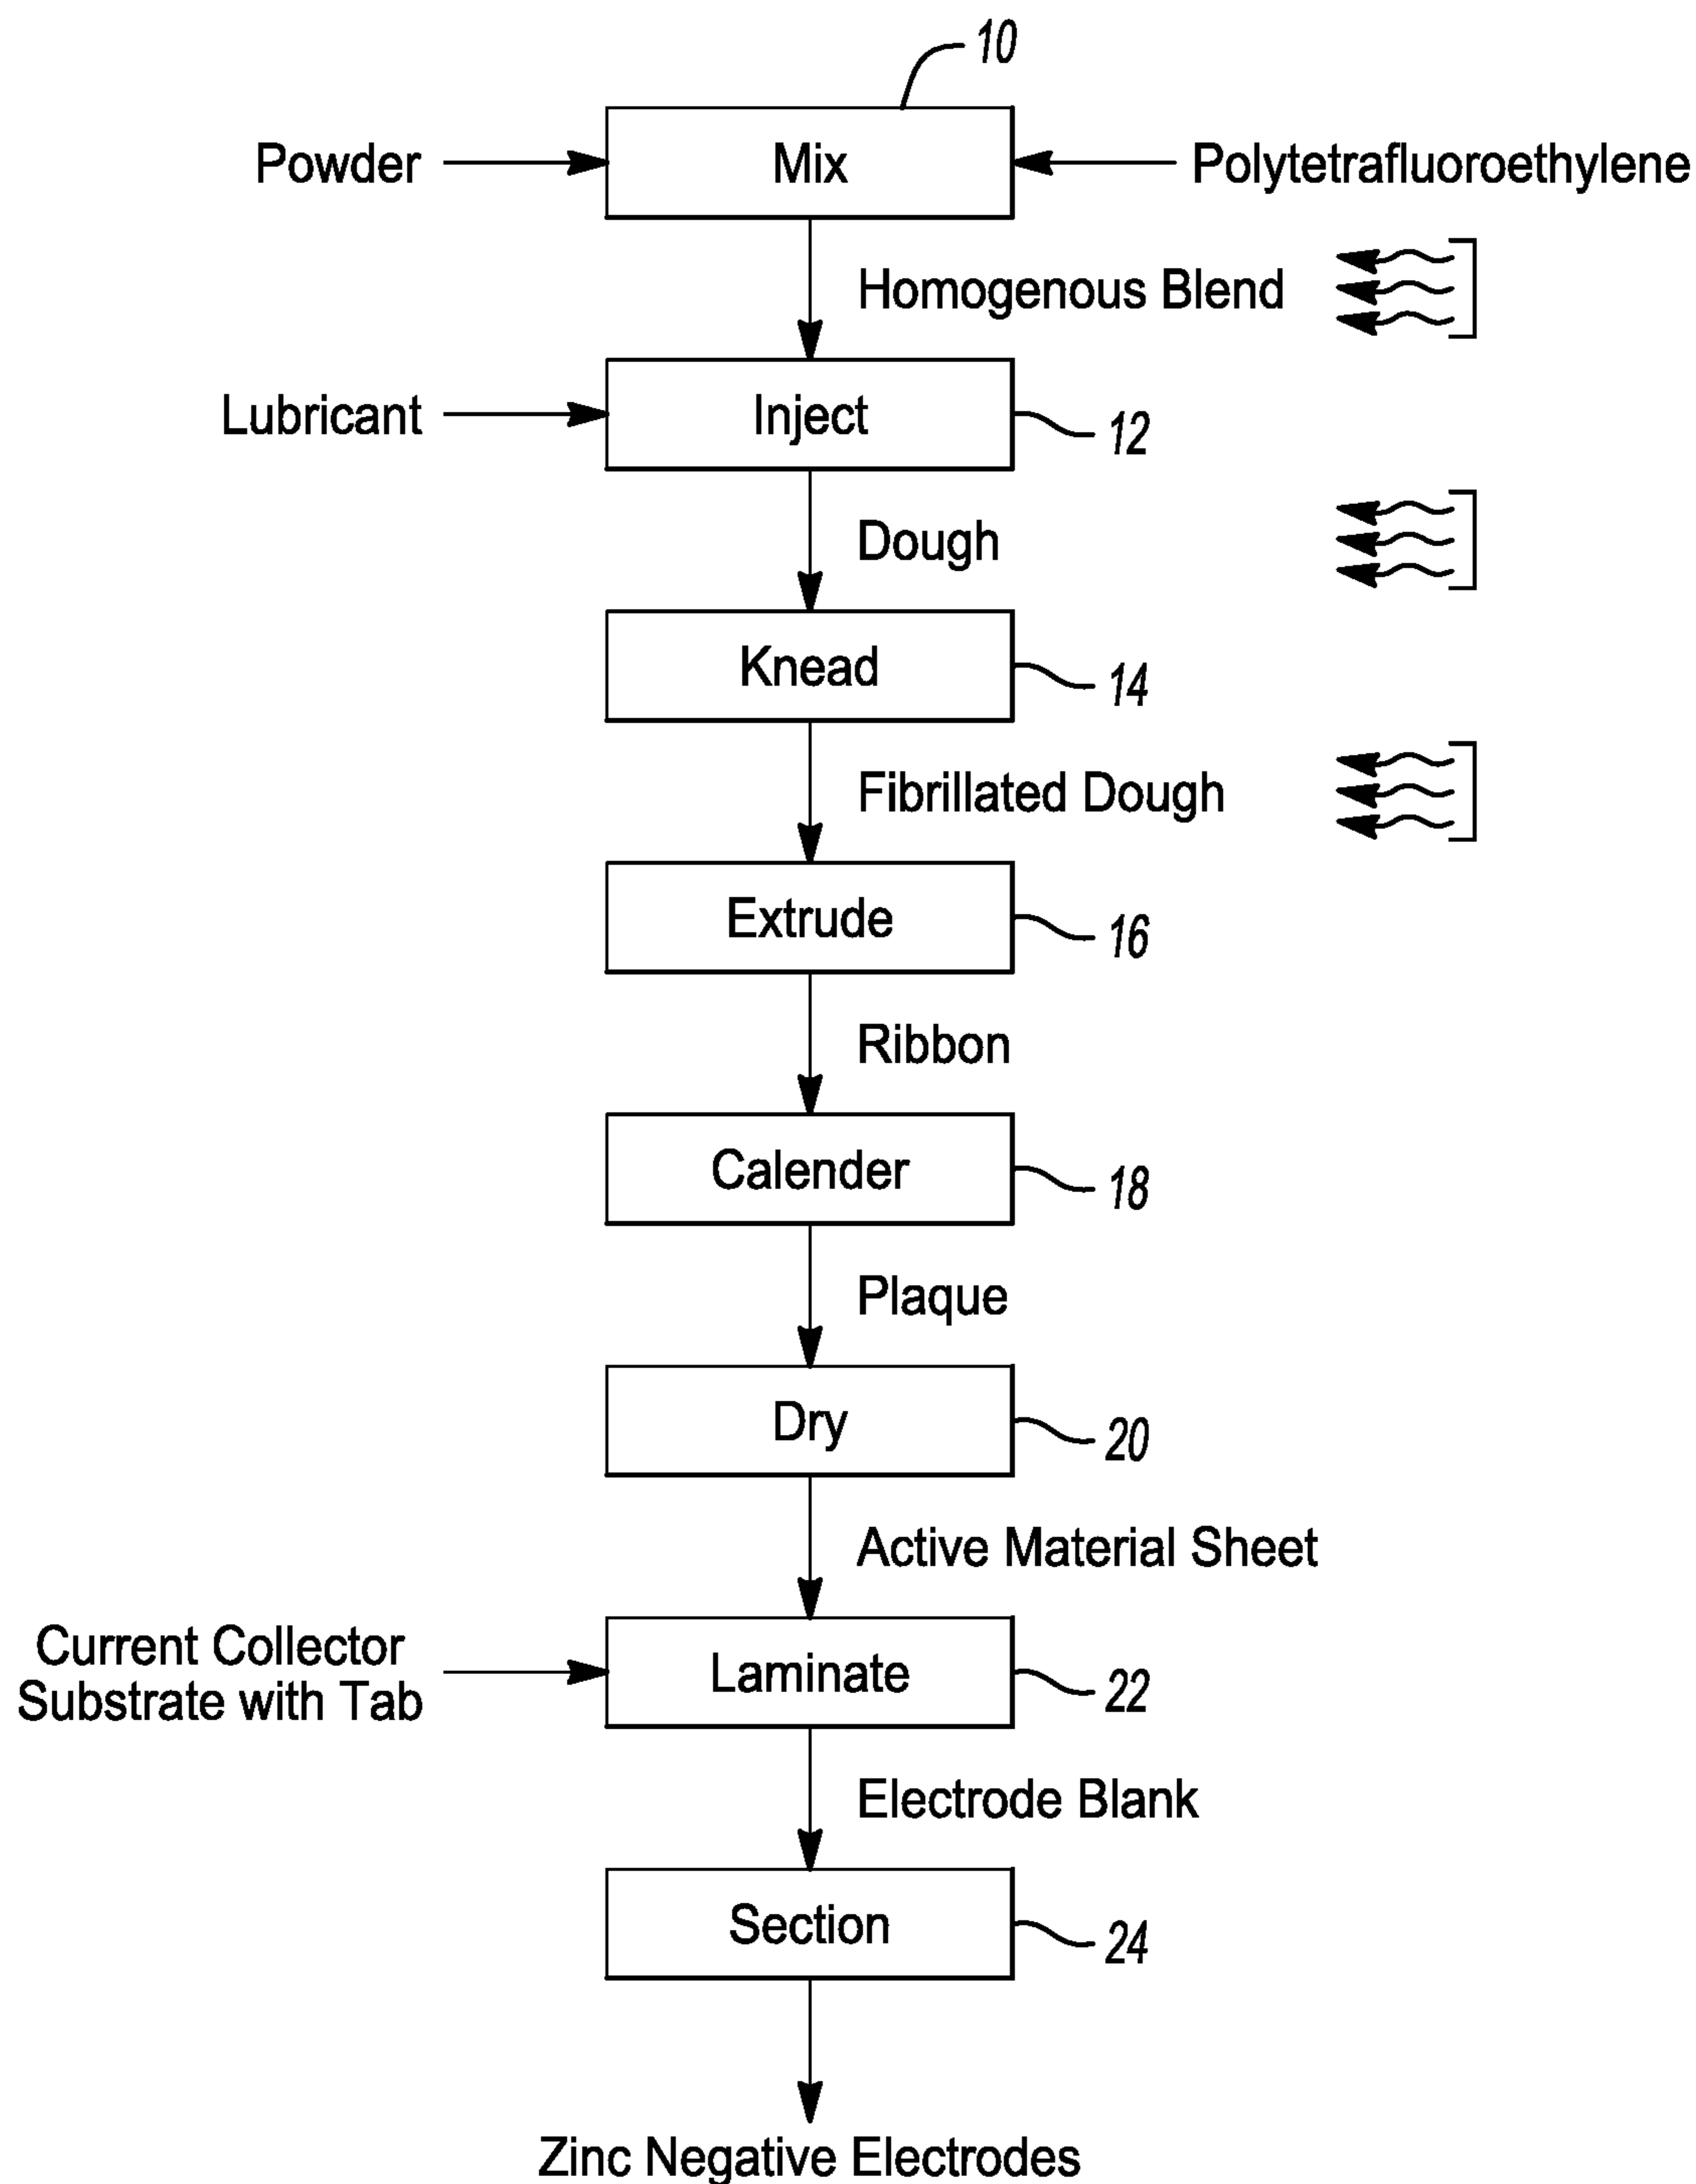 10
Powder
Mix
Polytetrafluoroethylene
Homogenous Blend
Lubricant
Inject
12
Dough
Knead
14
Fibrillated Dough
Extrude
16
Ribbon
Calender
18
Plaque
Dry
20
Active Material Sheet
Current Collector
Substrate with Tab
Laminate
22
Electrode Blank
Section
24
Zinc Negative Electrodes